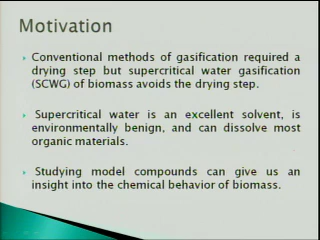 Motivation
Conventional methods of gasification required a
drying step but supercritical water gasification
(SCWG) of biomass avoids the drying step.
Supercritical water is an excellent solvent, is
environmentally benign, and can dissolve most
organic materials.
Studying model compounds can give us an
insight into the chemical behavior of biomass.